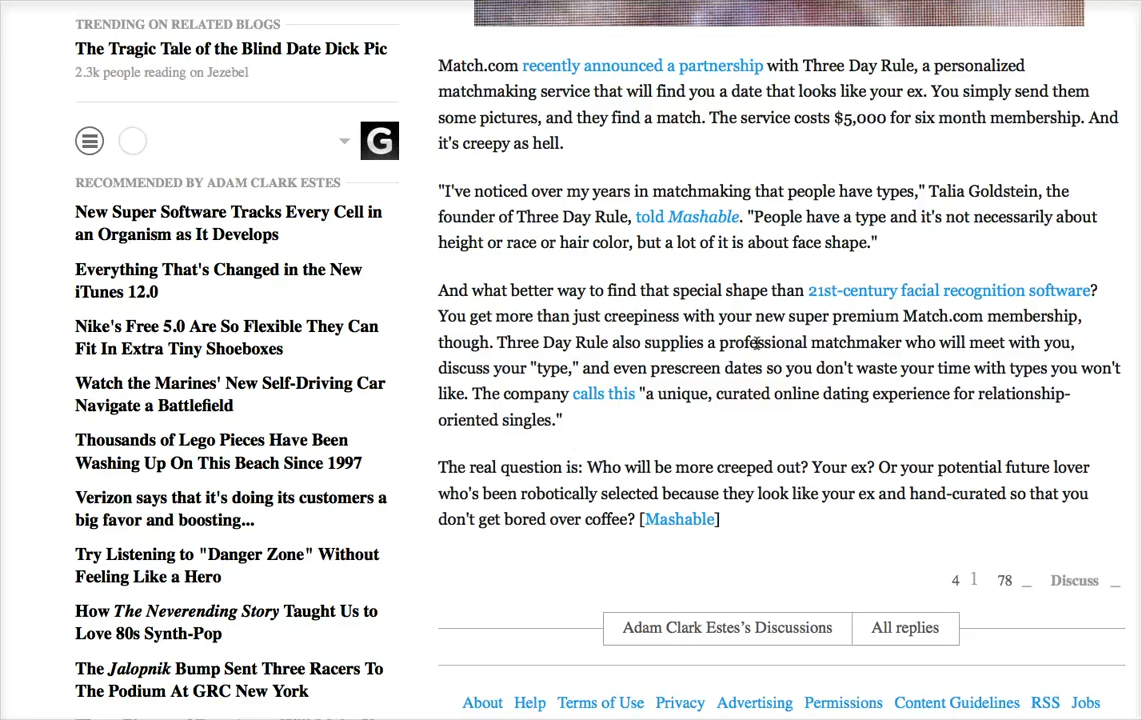 TRENDING ON RELATED BLOGS
The Tragic Tale of the Blind Date Dick Pic
2.3k people reading on Jezebel
G
RECOMMENDED BY ADAM CLARK ESTES
New Super Software Tracks Every Cell in
an Organism as It Develops
Everything That's Changed in the New
iTunes 12.0
Nike's Free 5.0 Are So Flexible They Can
Fit In Extra Tiny Shoeboxes
Watch the Marines' New Self-Driving Car
Navigate a Battlefield
Thousands of Lego Pieces Have Been
Washing Up On This Beach Since 1997
Verizon says that it's doing its customers a
big favor and boosting...
Try Listening to "Danger Zone" Without
Feeling Like a Hero
How The Neverending Story Taught Us to
Love 80s Synth-Pop
The Jalopnik Bump Sent Three Racers To
The Podium At GRC New York
Match.com recently announced a partnership with Three Day Rule, a personalized
matchmaking service that will find you a date that looks like your ex. You simply send them
some pictures, and they find a match. The service costs $5,000 for six month membership. And
it's creepy as hell.
"I've noticed over my years in matchmaking that people have types," Talia Goldstein, the
founder of Three Day Rule, told Mashable. "People have a type and it's not necessarily about
height or race or hair color, but a lot of it is about face shape."
And what better way to find that special shape than 21st-century facial recognition software?
You get more than just creepiness with your new super premium Match.com membership,
though. Three Day Rule also supplies a professional matchmaker who will meet with you,
discuss your "type," and even prescreen dates so you don't waste your time with types you won't
like. The company calls this "a unique, curated online dating experience for relationship-
oriented singles."
The real question is: Who will be more creeped out? Your ex? Or your potential future lover
who's been robotically selected because they look like your ex and hand-curated so that you
don't get bored over coffee? [Mashable]
4 1 78 _ Discuss _
Adam Clark Estes's Discussions All replies
About Help Terms of Use Privacy Advertising Permissions Content Guidelines RSS Jobs